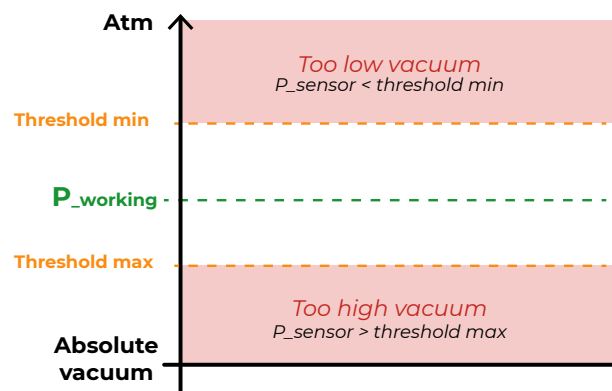 Atm
Too low vacuum
P_sensor < threshold min
Threshold min
P_working
Threshold max
Too high vacuum
P_sensor > threshold max
Absolute
vacuum